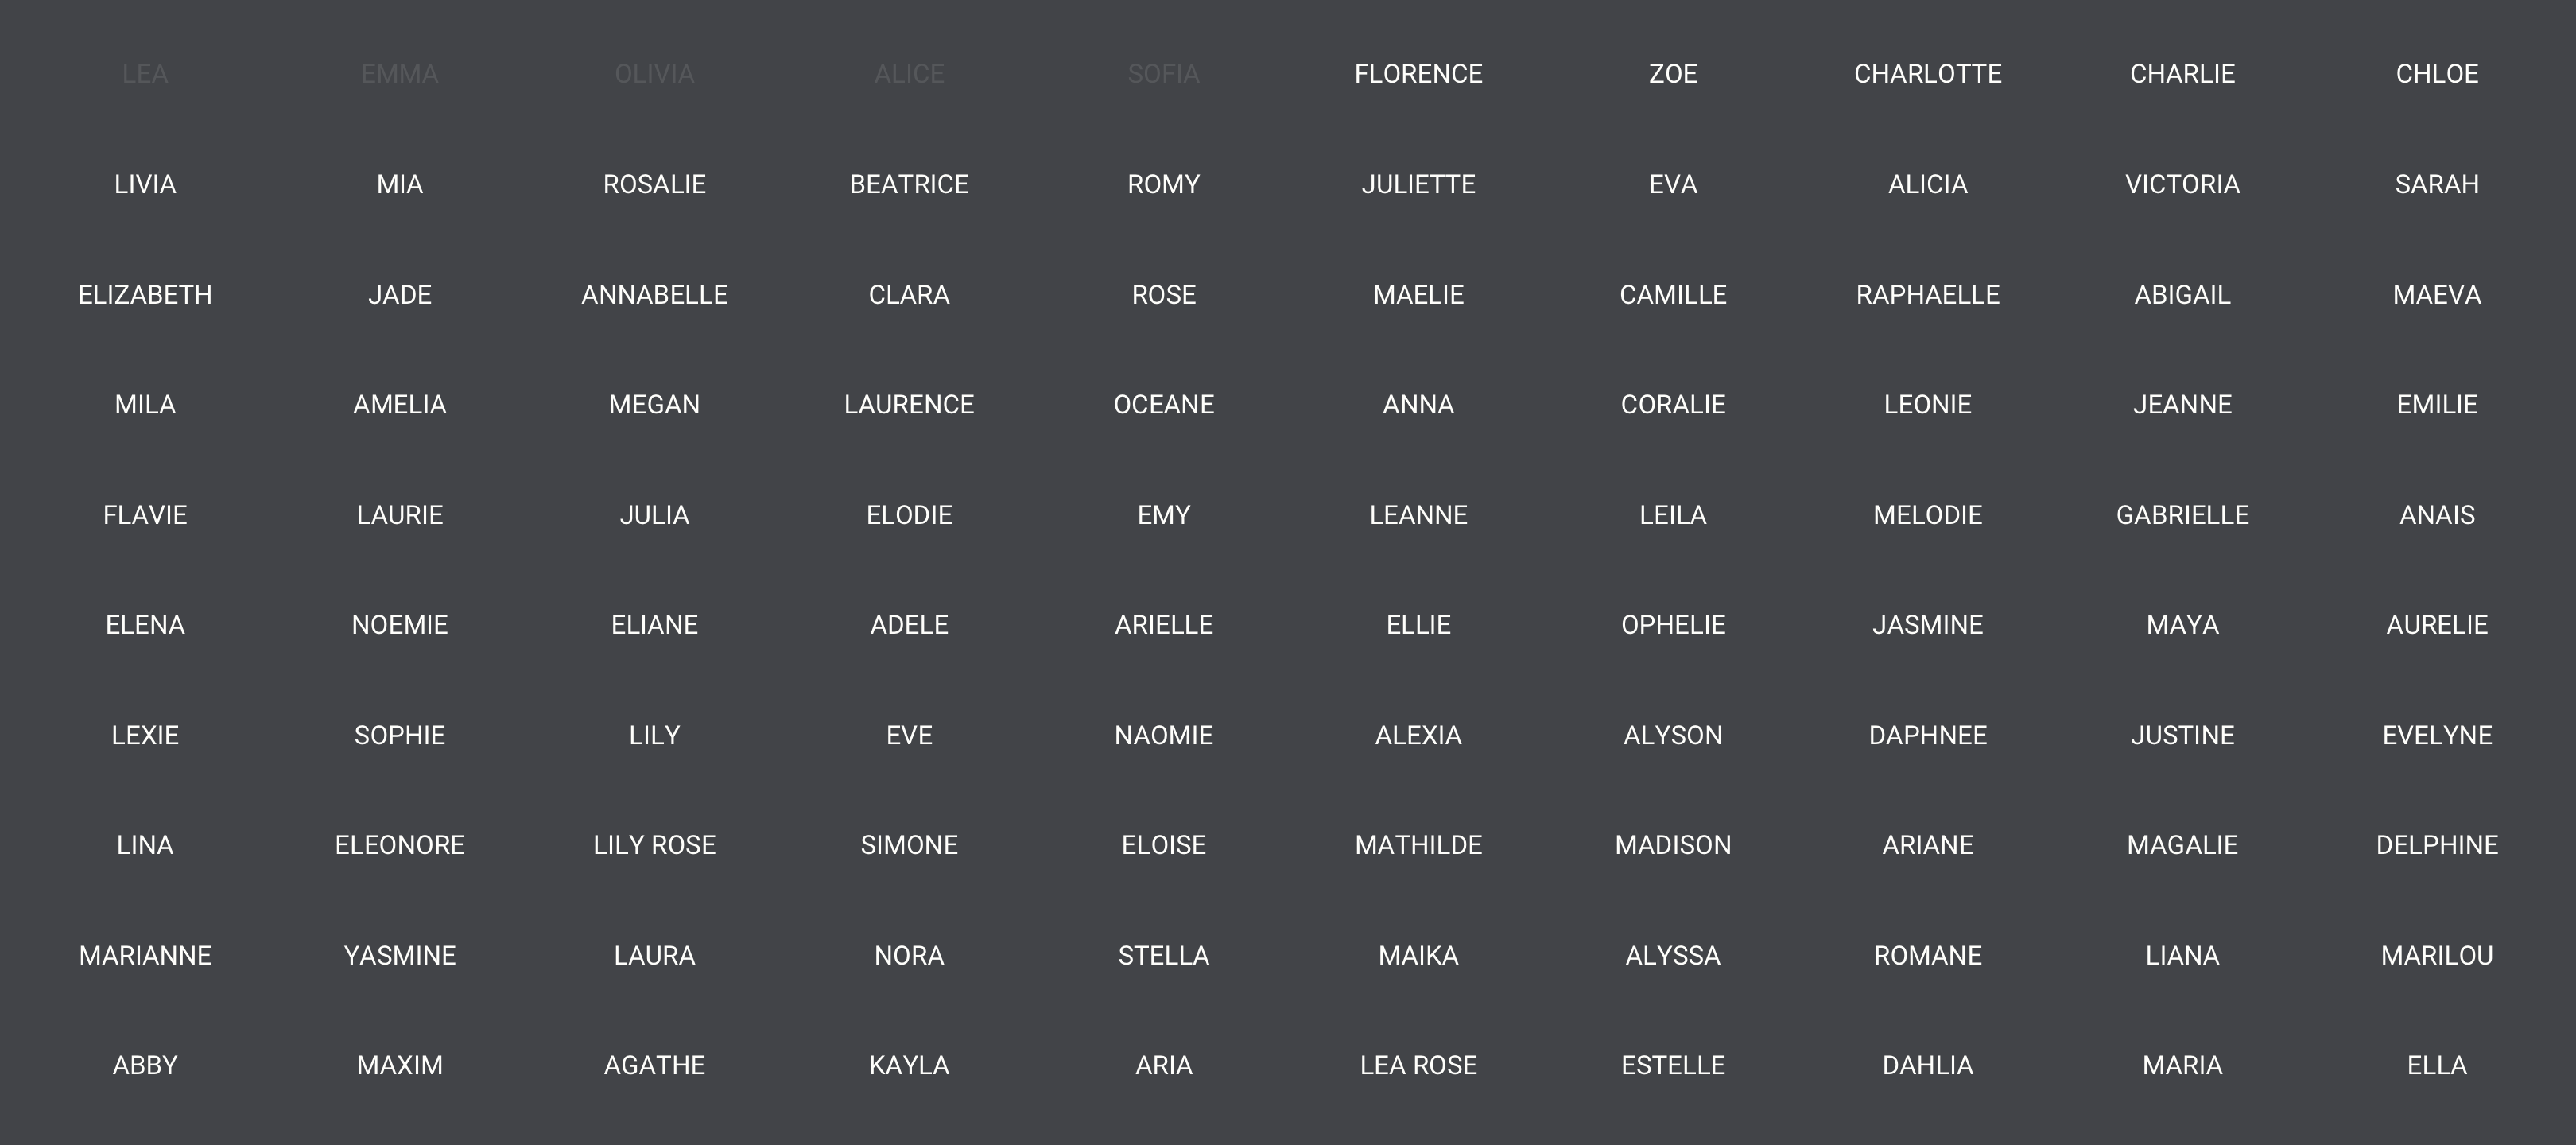 LEA EMMA OLIVIA ALICE SOFIA FLORENCE ZOE CHARLOTTE CHARLIE CHLOE
LIVIA MIA ROSALIE BEATRICE ROMY JULIETTE EVA ALICIA VICTORIA SARAH
ELIZABETH JADE ANNABELLE CLARA ROSE MAELIE CAMILLE RAPHAELLE ABIGAIL MAEVA
MILA AMELIA MEGAN LAURENCE OCEANE ANNA CORALIE LEONIE JEANNE EMILIE
FLAVIE LAURIE JULIA ELODIE EMY LEANNE LEILA MELODIE GABRIELLE ANAIS
ELENA NOEMIE ELIANE ADELE ARIELLE ELLIE OPHELIE JASMINE MAYA AURELIE
LEXIE SOPHIE LILY EVE NAOMIE ALEXIA ALYSON DAPHNEE JUSTINE EVELYNE
LINA ELEONORE LILY ROSE SIMONE ELOISE MATHILDE MADISON ARIANE MAGALIE DELPHINE
MARIANNE YASMINE LAURA NORA STELLA MAIKA ALYSSA ROMANE LIANA MARILOU
ABBY MAXIM AGATHE KAYLA ARIA LEA ROSE ESTELLE DAHLIA MARIA ELLA